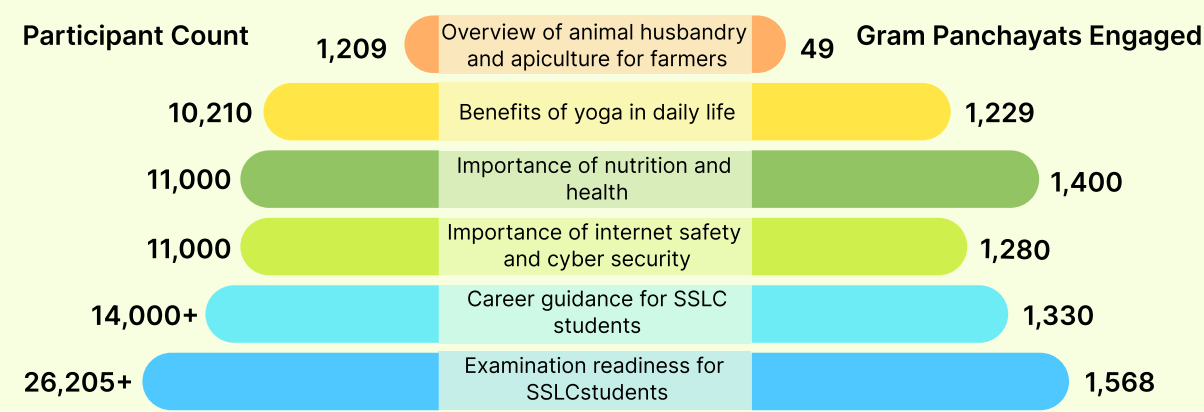 Participant Count
Gram Panchayats Engaged
1,209
Overview of animal husbandry
and apiculture for farmers
49
10,210
Benefits of yoga in daily life
1,229
11,000
Importance of nutrition and
health
1,400
11,000
Importance of internet safety
and cyber security
1,280
14,000+
Career guidance for SSLC
students
1,330
26,205+
Examination readiness for
SSLCstudents
1,568